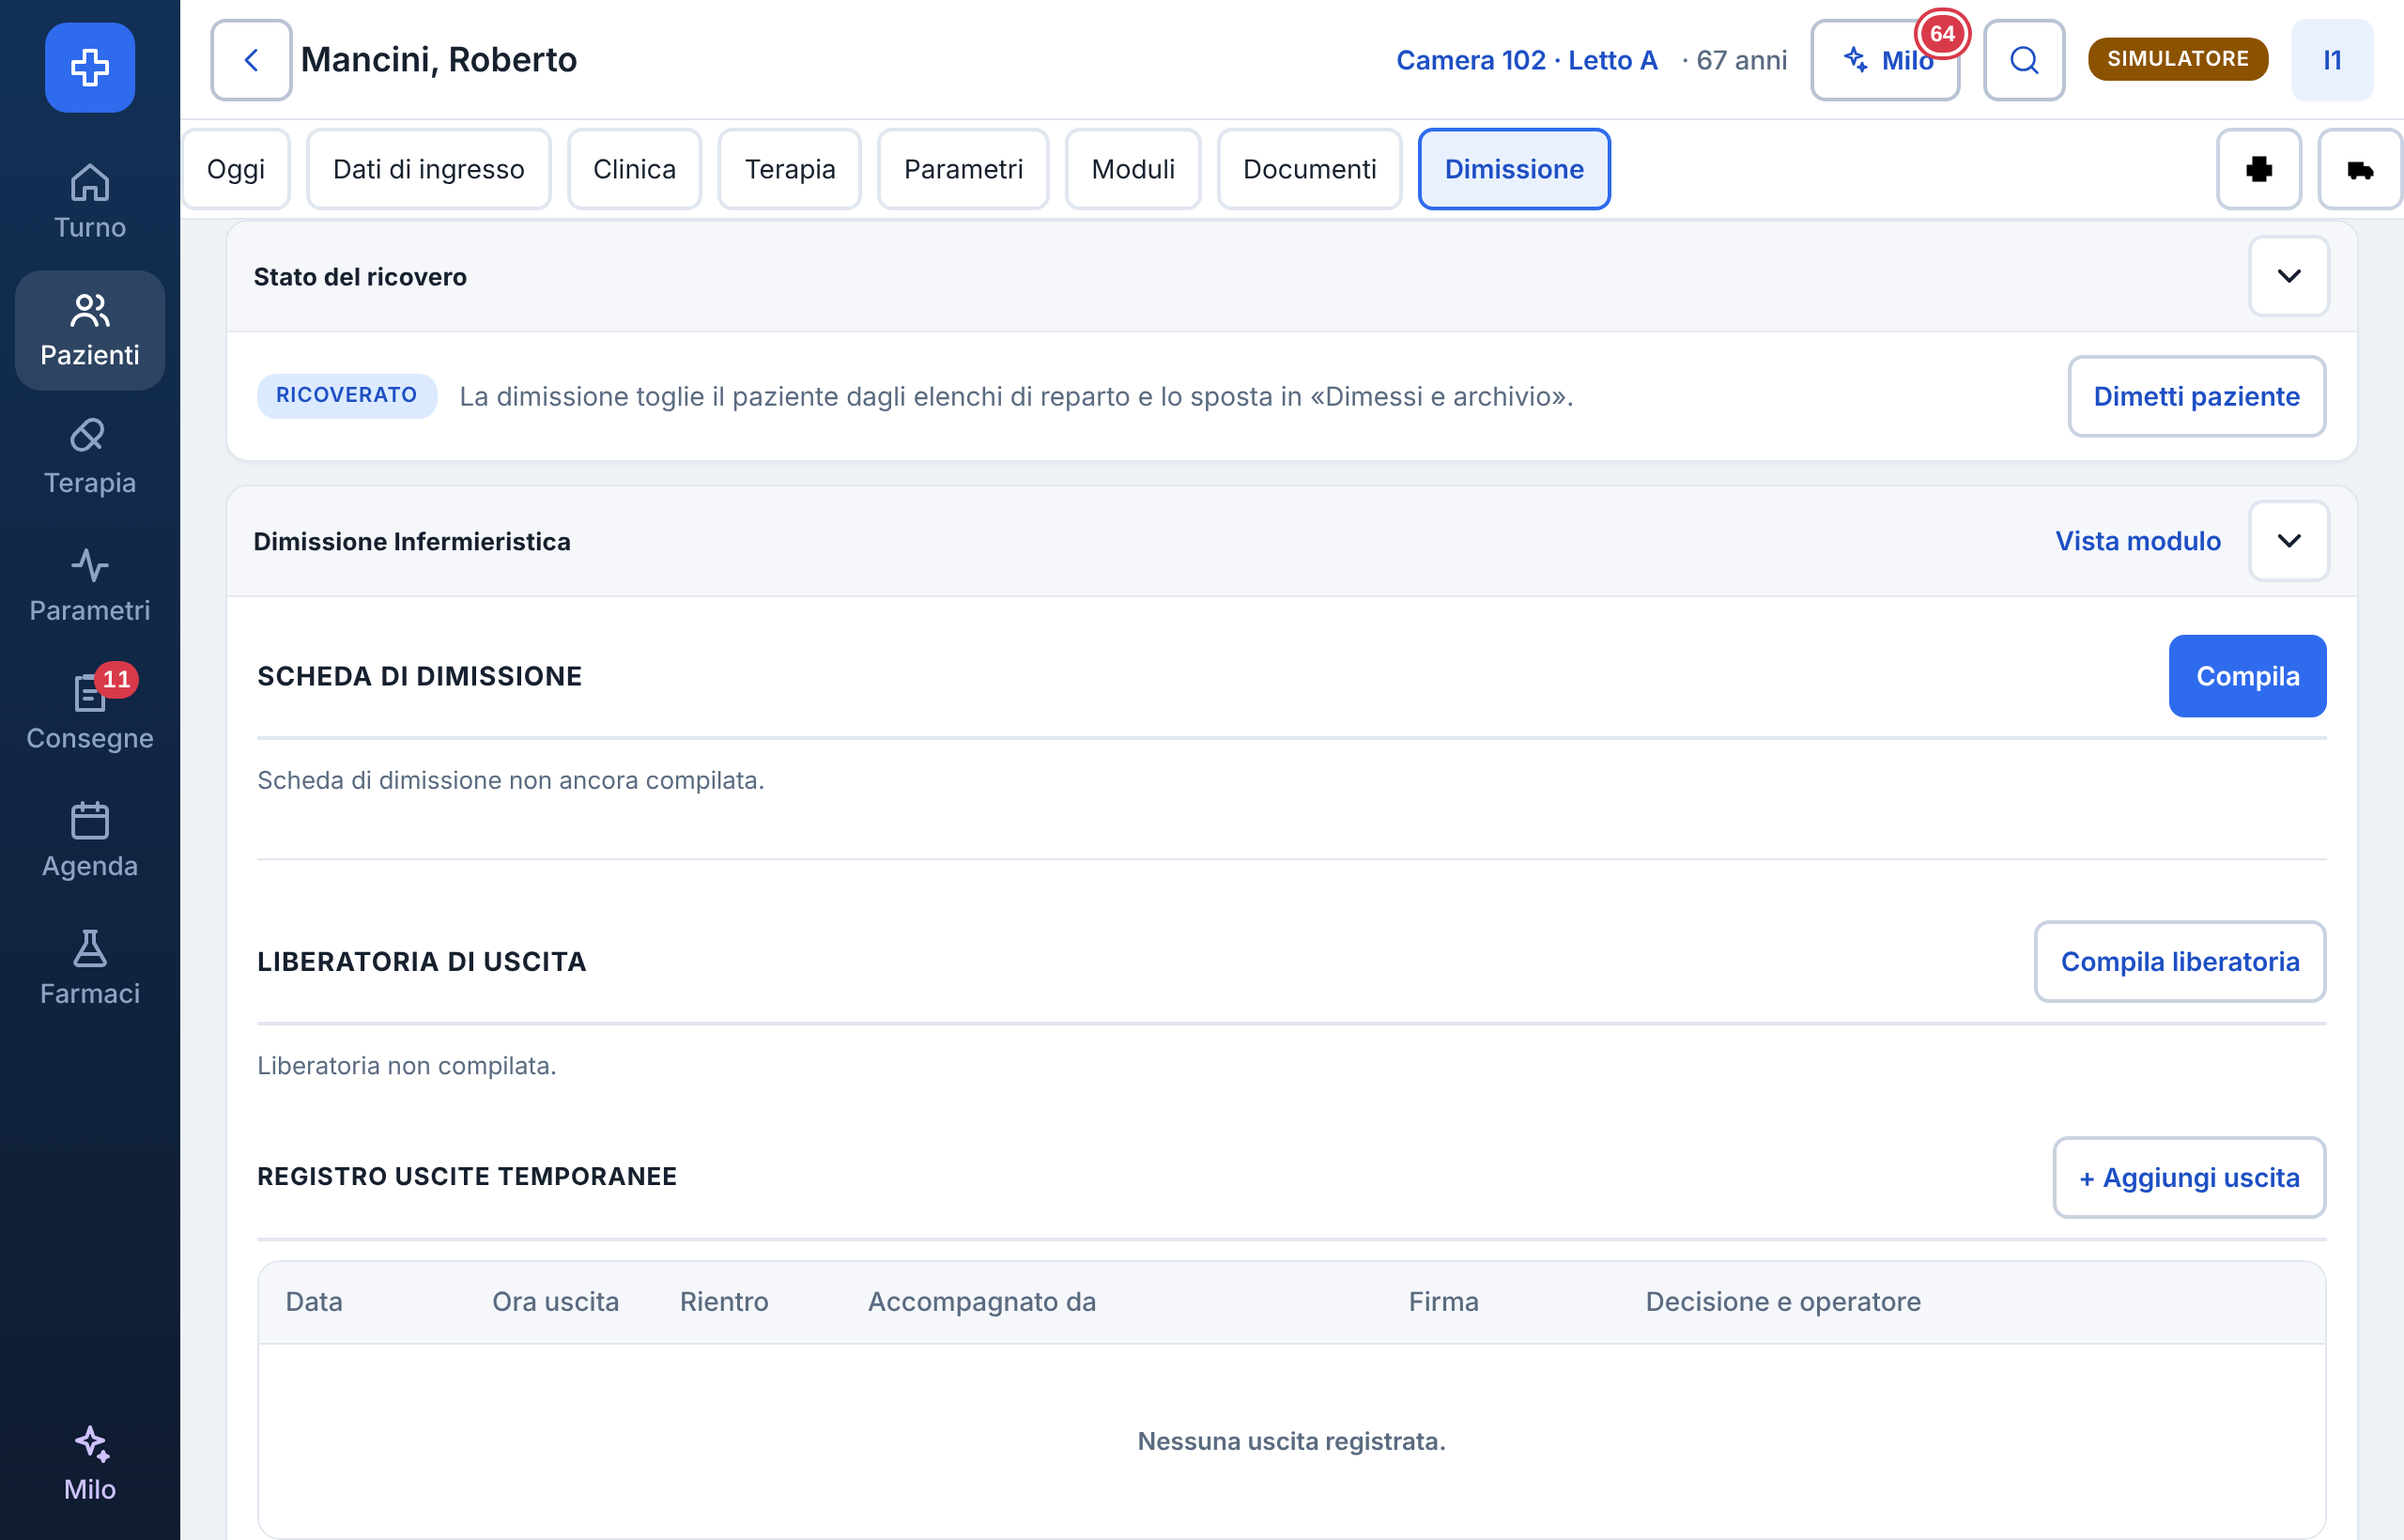 Mancini, Roberto
Camera 102 · Letto A · 67 anni
Milo
64
SIMULATORE
I1
Turno
Pazienti
Terapia
Parametri
11
Consegne
Agenda
Farmaci
Milo
Oggi
Dati di ingresso
Clinica
Terapia
Parametri
Moduli
Documenti
Dimissione
Stato del ricovero
RICOVERATO
La dimissione toglie il paziente dagli elenchi di reparto e lo sposta in «Dimessi e archivio».
Dimetti paziente
Dimissione Infermieristica
Vista modulo
SCHEDA DI DIMISSIONE
Compila
Scheda di dimissione non ancora compilata.
LIBERATORIA DI USCITA
Compila liberatoria
Liberatoria non compilata.
REGISTRO USCITE TEMPORANEE
+ Aggiungi uscita
Data
Ora uscita
Rientro
Accompagnato da
Firma
Decisione e operatore
Nessuna uscita registrata.